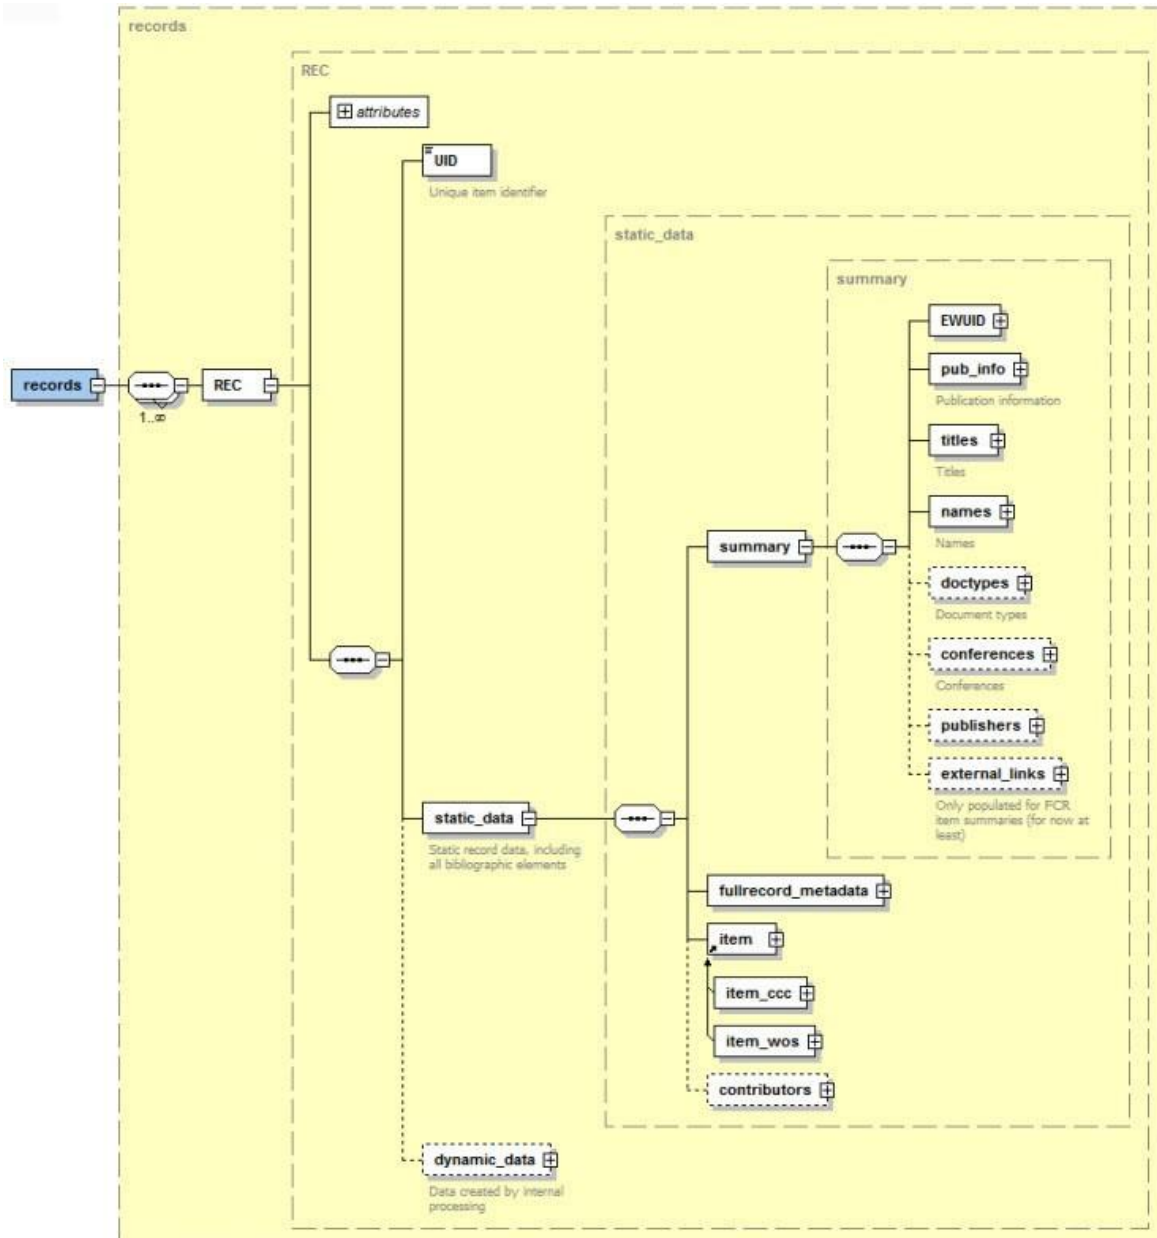 records
REC
attributes
UID
Unique item identifier
static_data
summary
EWUID
records
REC
pub_info
Publication information
1..∞
titles
Titles
names
Names
summary
doctypes
Document types
conferences
Conferences
publishers
external_links
Only populated for FCR
item summaries (for now at
least)
static_data
Static record data, including
all bibliographic elements
fullrecord_metadata
item
item_ccc
item_wos
contributors
dynamic_data
Data created by internal
processing